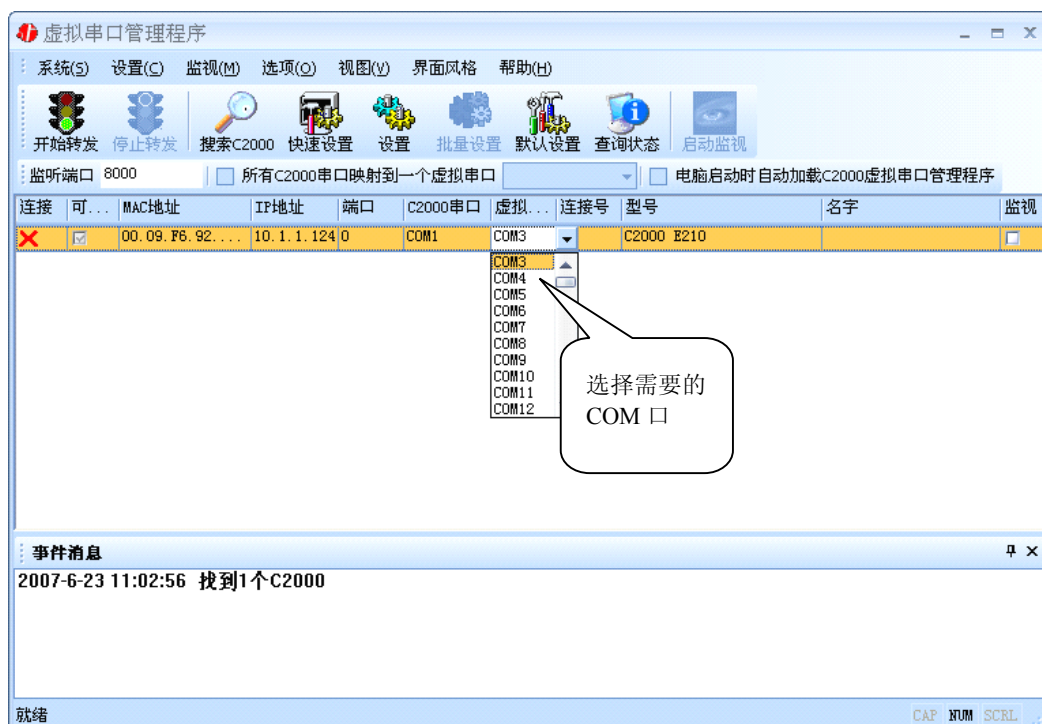 虚拟串口管理程序
系统(S) 设置(C) 监视(M) 选项(O) 视图(V) 界面风格 帮助(H)
开始转发 停止转发 搜索C2000 快速设置 设置 批量设置 默认设置 查询状态 启动监视
监听端口 8000 所有C2000串口映射到一个虚拟串口 电脑启动时自动加载C2000虚拟串口管理程序
连接 可... MAC地址 IP地址 端口 C2000串口 虚拟... 连接号 型号 名字 监视
00.09.F6.92.... 10.1.1.124 0 COM1 COM3 C2000 E210
COM3
COM4
COM5
COM6
COM7
COM8
COM9
COM10
COM11
COM12
选择需要的
COM 口
事件消息
2007-6-23 11:02:56 找到1个C2000
就绪 CAP NUM SCRL